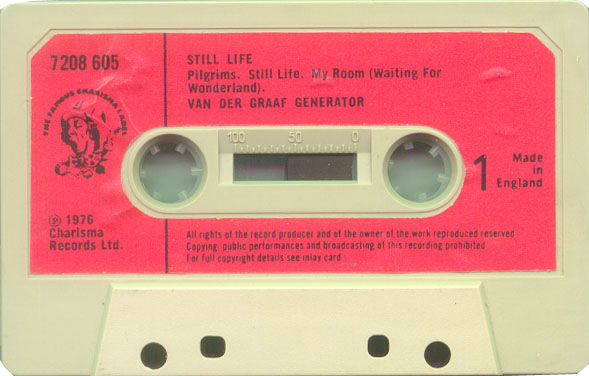 7208 605
STILL LIFE
Pilgrims. Still Life. My Room (Waiting For
Wonderland).
VAN DER GRAAF GENERATOR
THE FAMOUS CHARISMA LABEL
100 50 0
1
Made
in
England
℗ 1976
Charisma
Records Ltd.
All rights of the record producer and of the owner of the work reproduced reserved
Copying, public performances and broadcasting of this recording prohibited
For full copyright details see inlay card